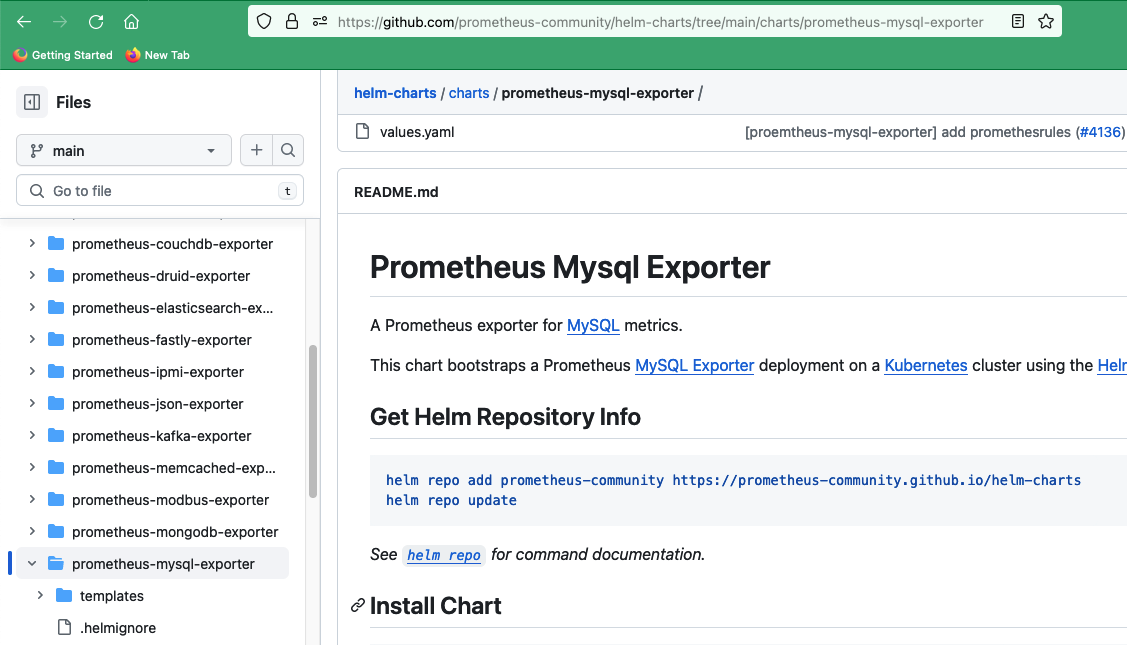 https://github.com/prometheus-community/helm-charts/tree/main/charts/prometheus-mysql-exporter
Getting Started
New Tab
Files
main
Go to file
t
prometheus-couchdb-exporter
prometheus-druid-exporter
prometheus-elasticsearch-ex...
prometheus-fastly-exporter
prometheus-ipmi-exporter
prometheus-json-exporter
prometheus-kafka-exporter
prometheus-memcached-exp...
prometheus-modbus-exporter
prometheus-mongodb-exporter
prometheus-mysql-exporter
templates
.helmignore
helm-charts / charts / prometheus-mysql-exporter /
values.yaml
[proemtheus-mysql-exporter] add promethesrules (#4136)
README.md
Prometheus Mysql Exporter
A Prometheus exporter for MySQL metrics.
This chart bootstraps a Prometheus MySQL Exporter deployment on a Kubernetes cluster using the
Get Helm Repository Info
helm repo add prometheus-community https://prometheus-community.github.io/helm-charts
helm repo update
See helm repo for command documentation.
Install Chart